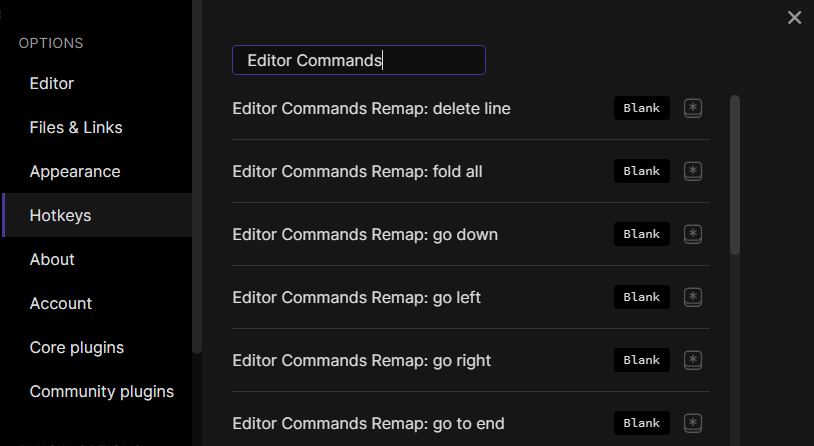 OPTIONS
Editor
Files & Links
Appearance
Hotkeys
About
Account
Core plugins
Community plugins
Editor Commands
Editor Commands Remap: delete line Blank
Editor Commands Remap: fold all Blank
Editor Commands Remap: go down Blank
Editor Commands Remap: go left Blank
Editor Commands Remap: go right Blank
Editor Commands Remap: go to end Blank